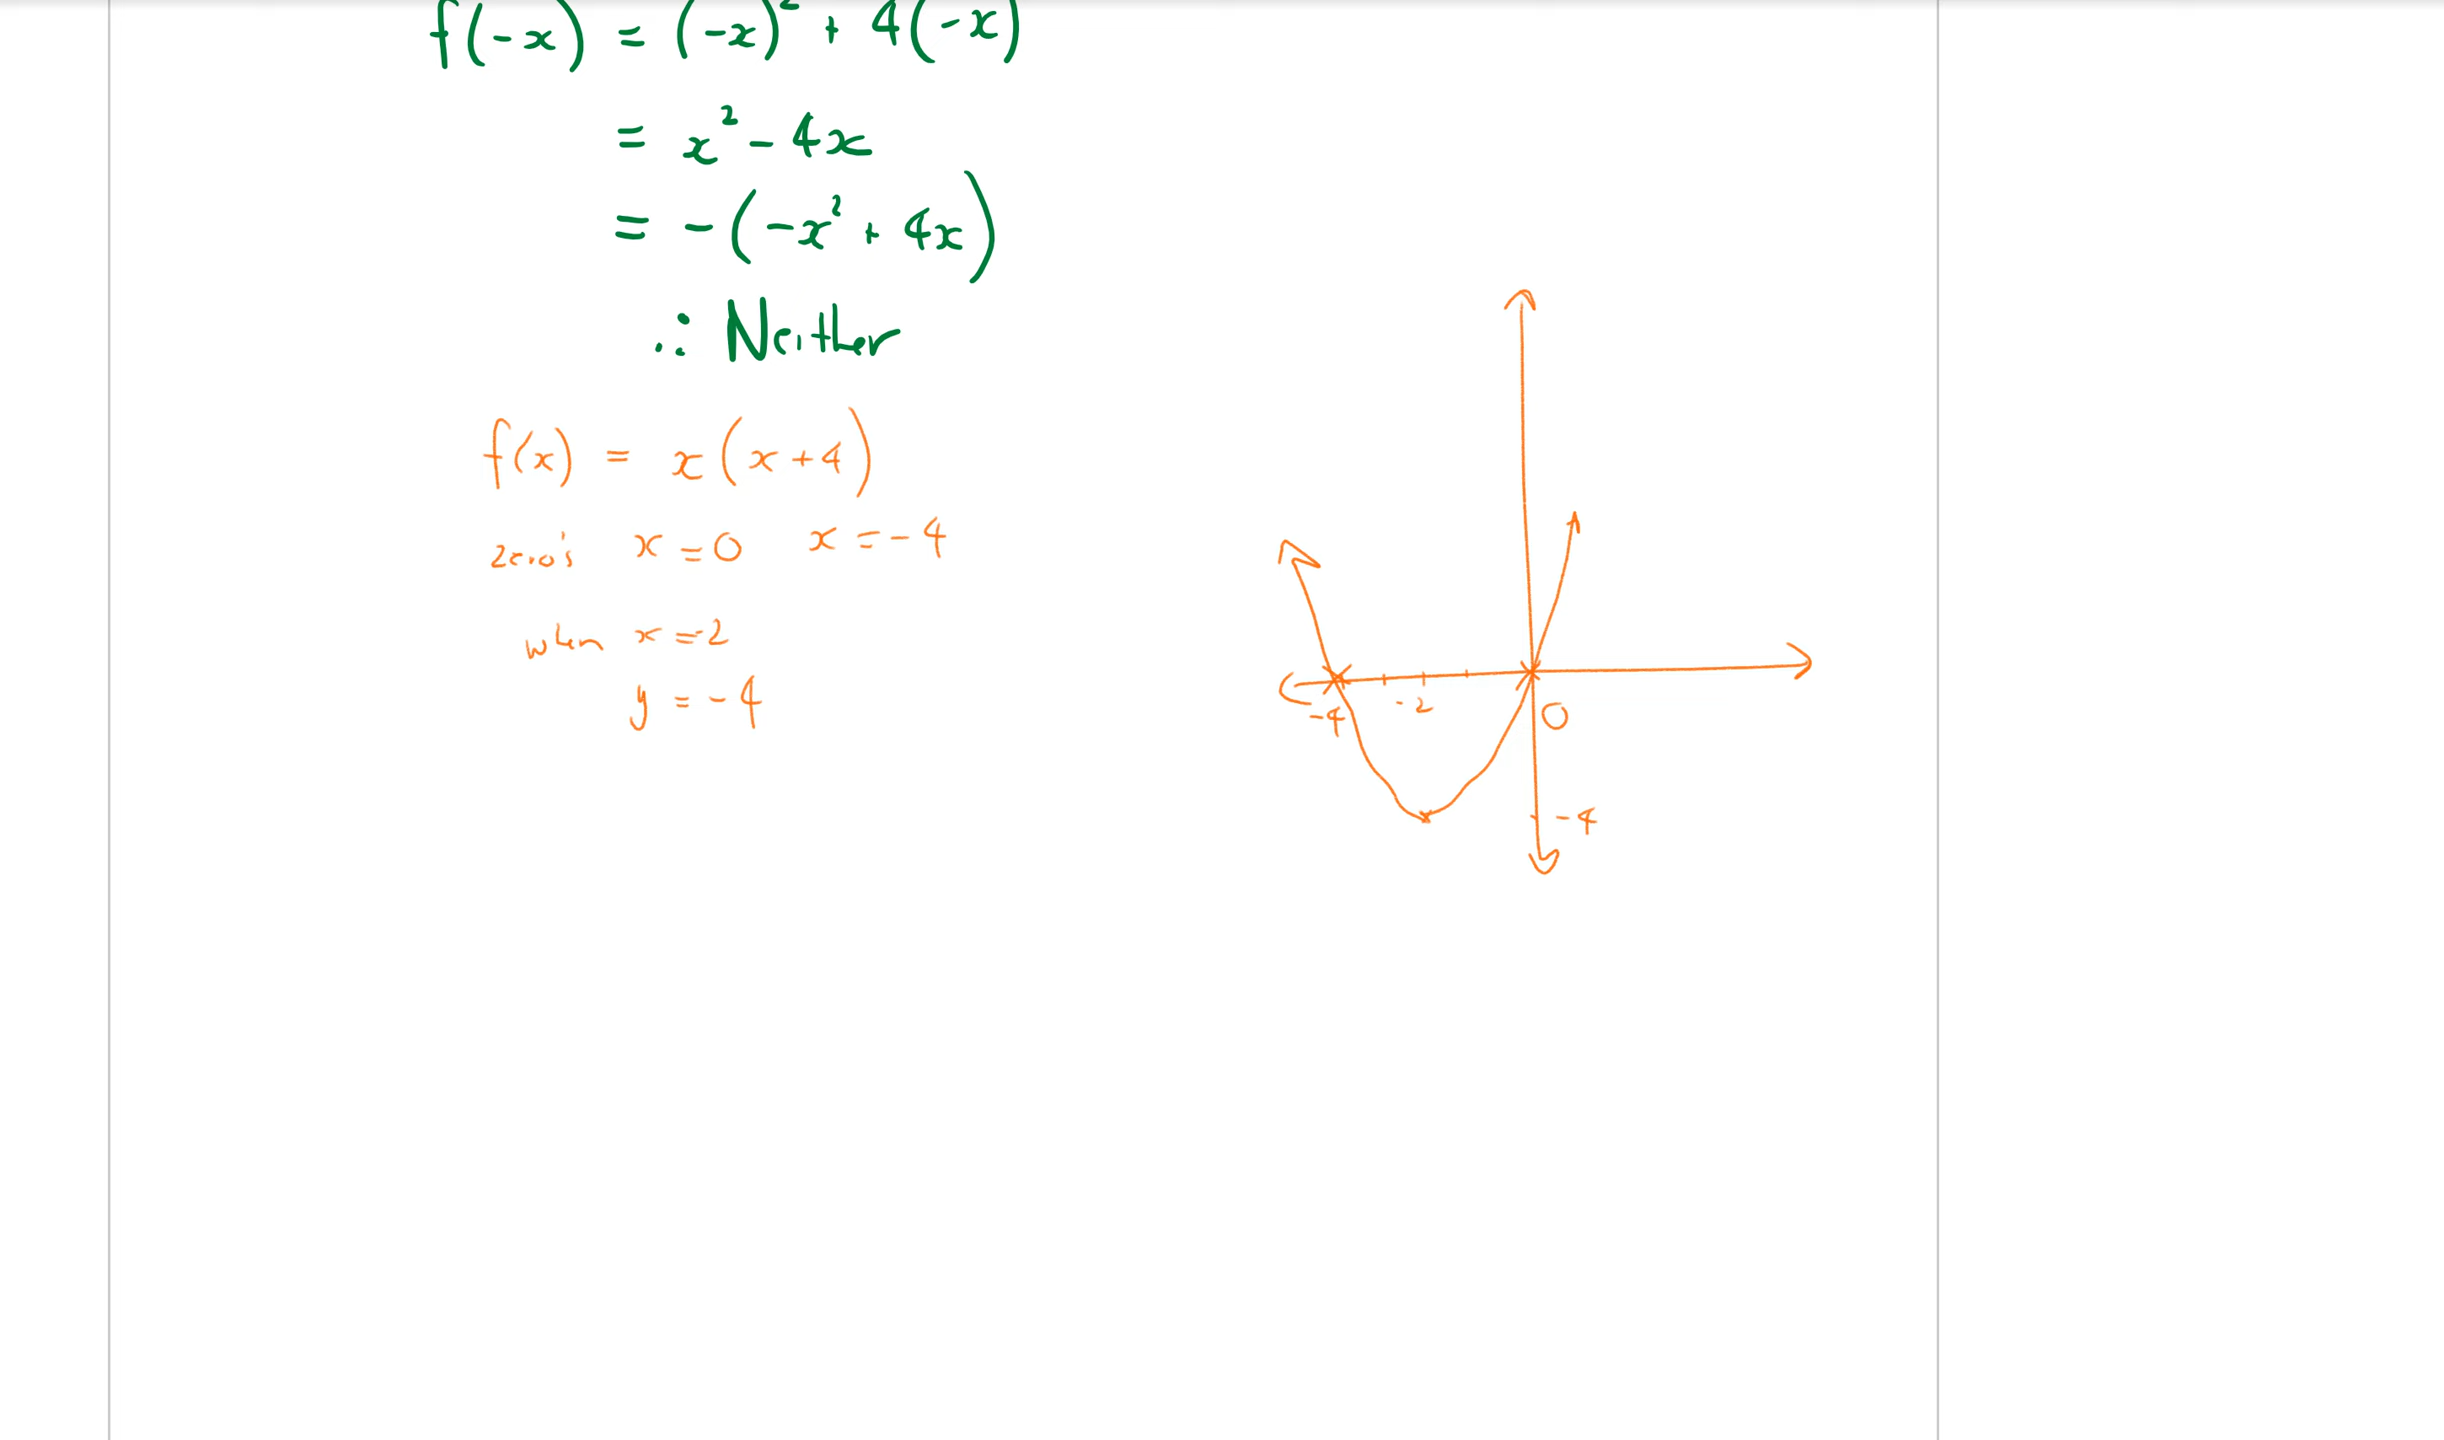 f(-x) = (-x)² + 4(-x)
= x² - 4x
= -(-x² + 4x)
∴ Neither
f(x) = x(x+4)
zero's x = 0 x = -4
when x = -2
y = -4
-4 -2 0
-4